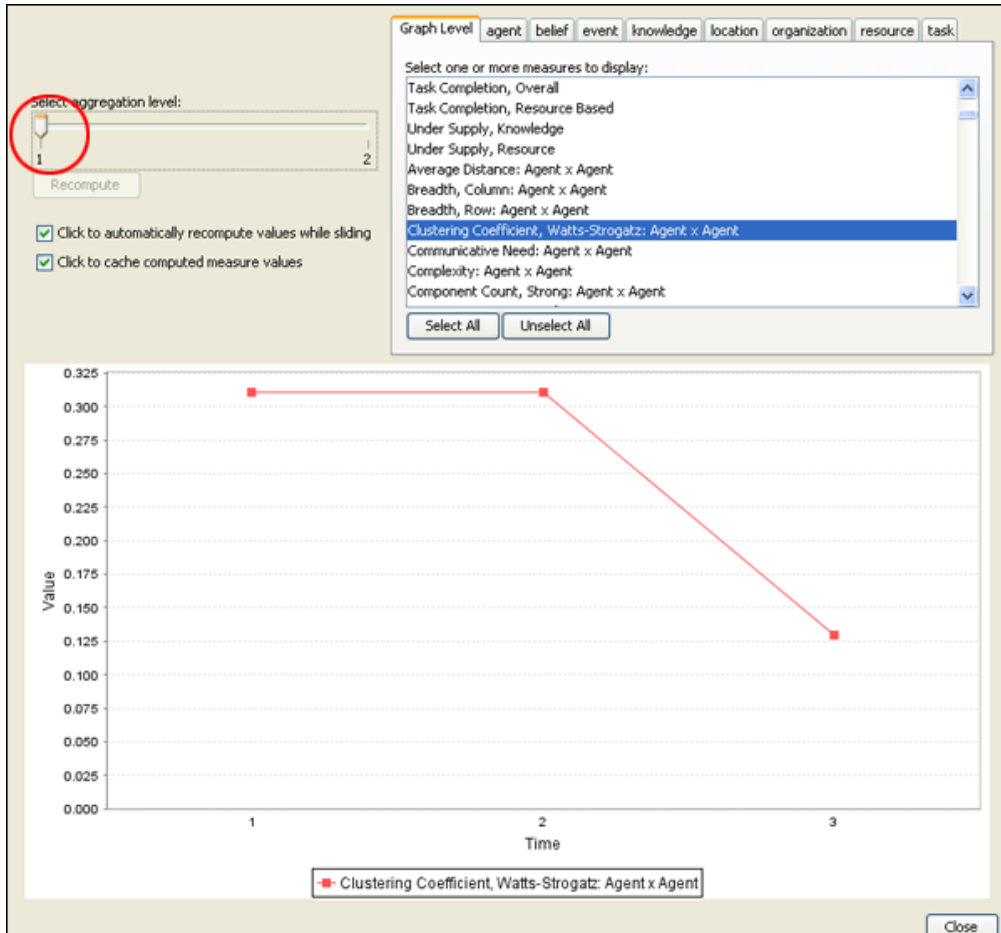 Graph Level agent belief event knowledge location organization resource task
Select one or more measures to display:
Task Completion, Overall
Task Completion, Resource Based
Under Supply, Knowledge
Under Supply, Resource
Average Distance: Agent x Agent
Breadth, Column: Agent x Agent
Breadth, Row: Agent x Agent
Clustering Coefficient, Watts-Strogatz: Agent x Agent
Communicative Need: Agent x Agent
Complexity: Agent x Agent
Component Count, Strong: Agent x Agent
Select All Unselect All
Select aggregation level:
1 2
Recompute
Click to automatically recompute values while sliding
Click to cache computed measure values
0.325
0.300
0.275
0.250
0.225
0.200
0.175
0.150
0.125
0.100
0.075
0.050
0.025
0.000
Value
1 2 3
Time
Clustering Coefficient, Watts-Strogatz: Agent x Agent
Close